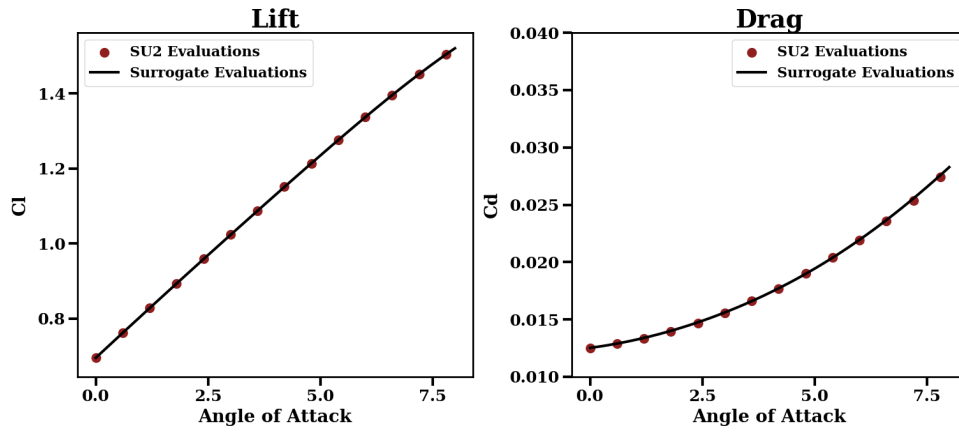 Lift
SU2 Evaluations
Surrogate Evaluations
1.4
1.2
1.0
0.8
Cl
0.0
2.5
5.0
7.5
Angle of Attack
Drag
SU2 Evaluations
Surrogate Evaluations
0.040
0.035
0.030
0.025
0.020
0.015
0.010
Cd
0.0
2.5
5.0
7.5
Angle of Attack